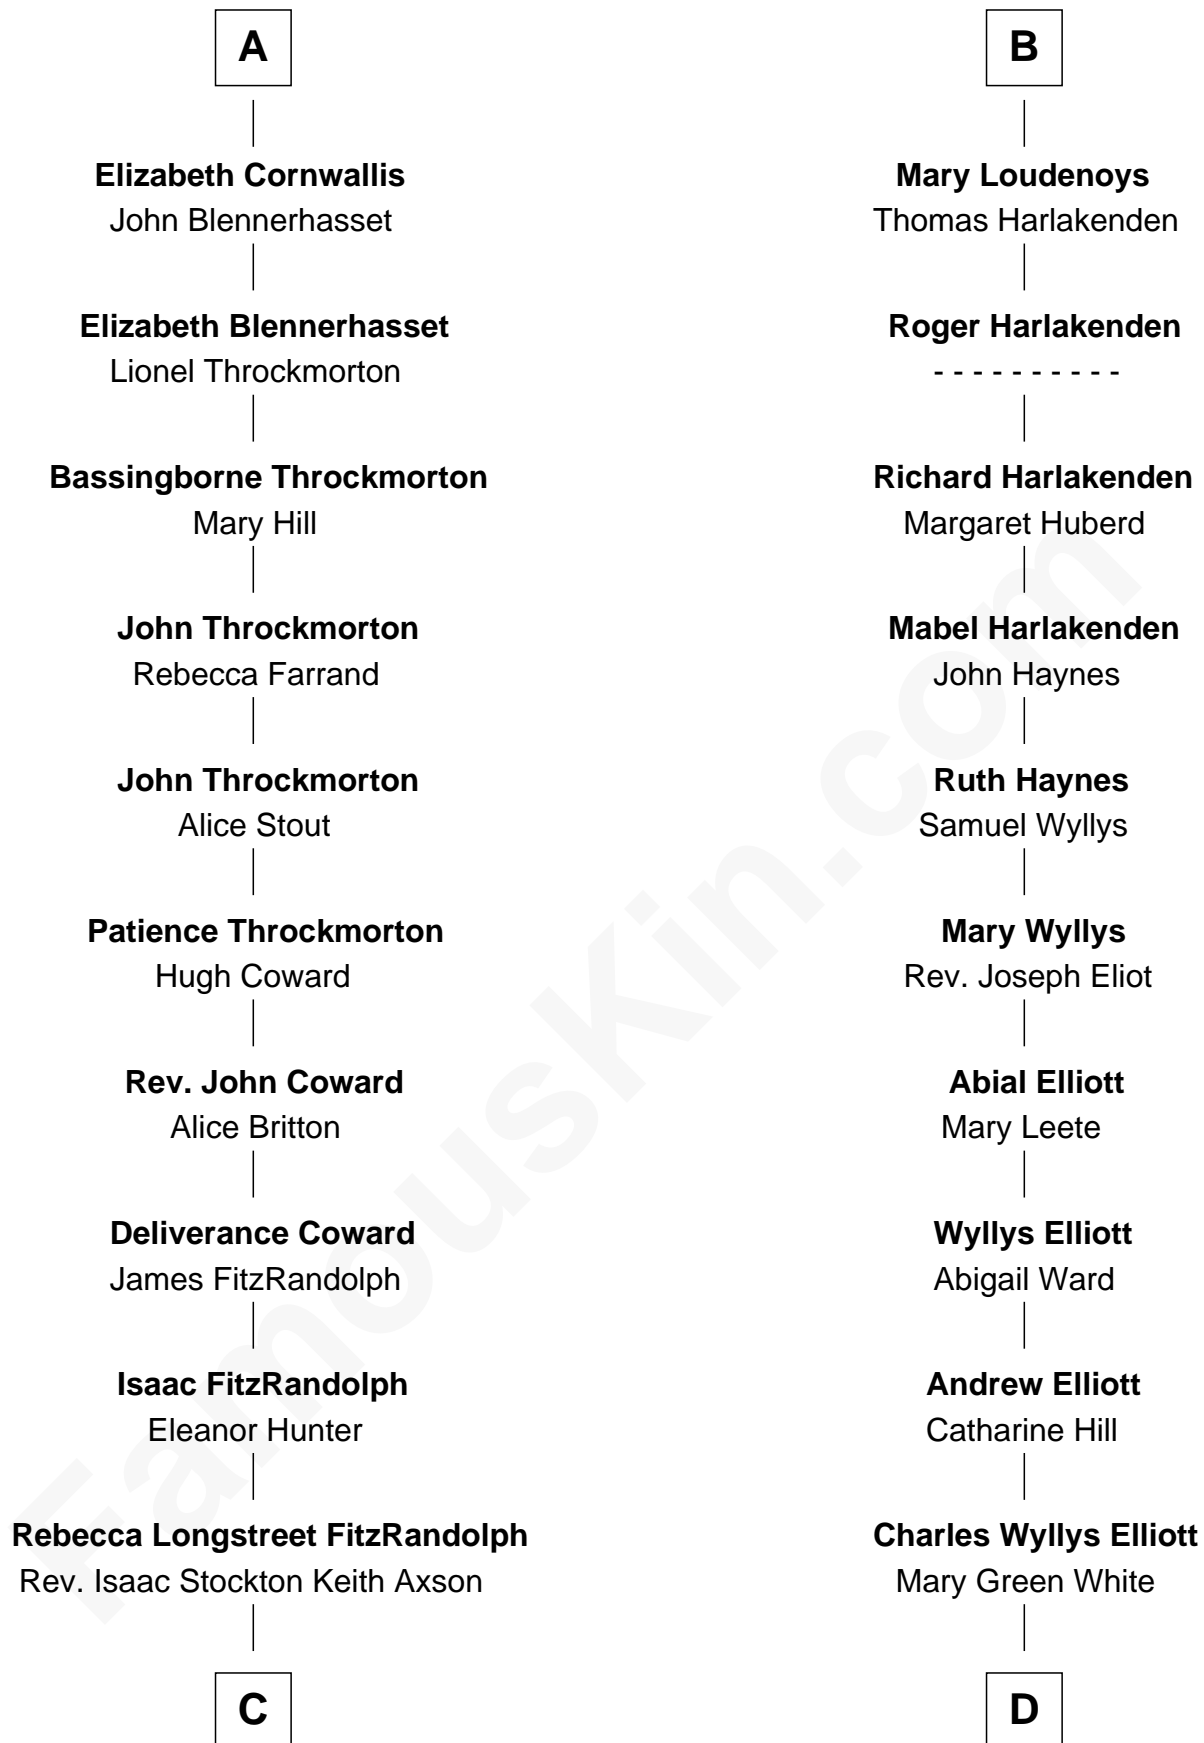 A
Elizabeth Cornwallis
John Blennerhasset
Elizabeth Blennerhasset
Lionel Throckmorton
Bassingborne Throckmorton
Mary Hill
John Throckmorton
Rebecca Farrand
John Throckmorton
Alice Stout
Patience Throckmorton
Hugh Coward
Rev. John Coward
Alice Britton
Deliverance Coward
James FitzRandolph
Isaac FitzRandolph
Eleanor Hunter
Rebecca Longstreet FitzRandolph
Rev. Isaac Stockton Keith Axson
C
B
Mary Loudenoys
Thomas Harlakenden
Roger Harlakenden
- - - - - - - - - -
Richard Harlakenden
Margaret Huberd
Mabel Harlakenden
John Haynes
Ruth Haynes
Samuel Wyllys
Mary Wyllys
Rev. Joseph Eliot
Abial Elliott
Mary Leete
Wyllys Elliott
Abigail Ward
Andrew Elliott
Catharine Hill
Charles Wyllys Elliott
Mary Green White
D
FamousKin.com